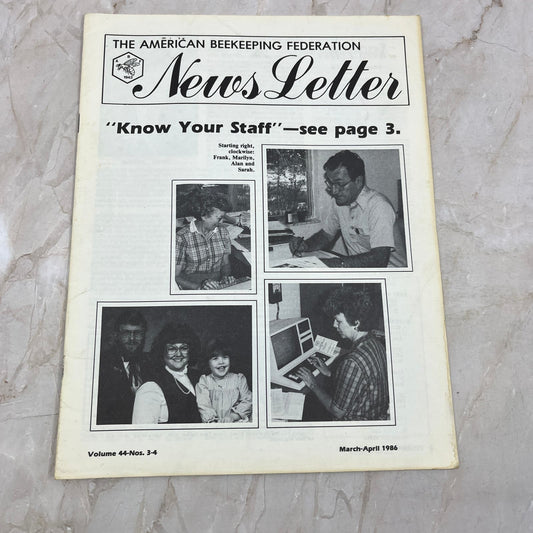 THE AMERICAN BEEKEEPING FEDERATION
News Letter
"Know Your Staff"—see page 3.
Starting right,
clockwise:
Frank, Marilyn,
Alan and
Sarah.
Volume 44-Nos. 3-4
March-April 1986